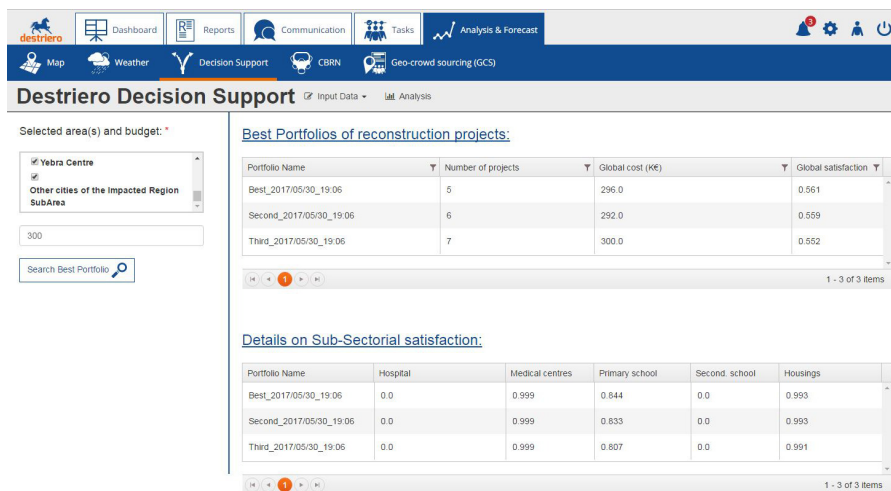 destriero
Dashboard
Reports
Communication
Tasks
Analysis & Forecast
3
Map
Weather
Decision Support
CBRN
Geo-crowd sourcing (GCS)
Destriero Decision Support
Input Data
Analysis
Selected area(s) and budget: *
Yebra Centre
Other cities of the Impacted Region
SubArea
300
Search Best Portfolio
Best Portfolios of reconstruction projects:
Portfolio Name Number of projects Global cost (K€) Global satisfaction
Best_2017/05/30_19:06 5 296.0 0.561
Second_2017/05/30_19:06 6 292.0 0.559
Third_2017/05/30_19:06 7 300.0 0.552
1
1 - 3 of 3 items
Details on Sub-Sectorial satisfaction:
Portfolio Name Hospital Medical centres Primary school Second. school Housings
Best_2017/05/30_19:06 0.0 0.999 0.844 0.0 0.993
Second_2017/05/30_19:06 0.0 0.999 0.833 0.0 0.993
Third_2017/05/30_19:06 0.0 0.999 0.807 0.0 0.991
1
1 - 3 of 3 items